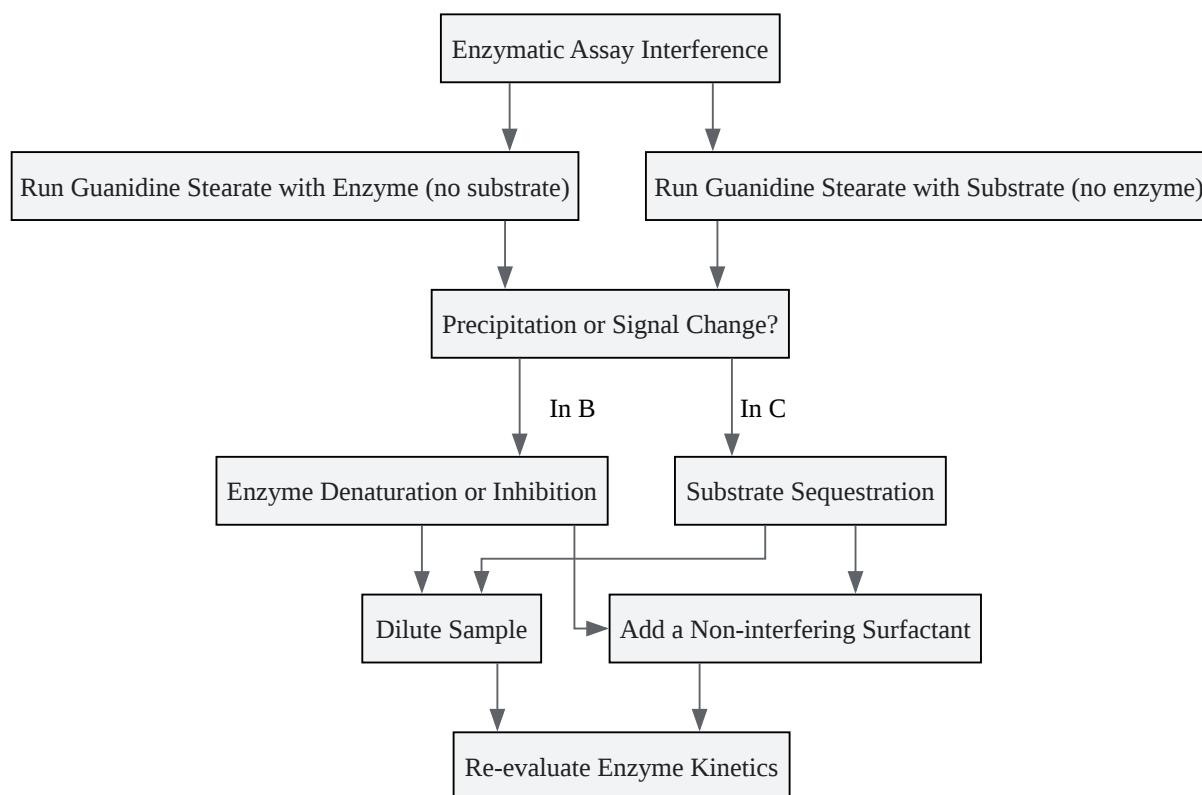 Enzymatic Assay Interference
Run Guanidine Stearate with Enzyme (no substrate)
Run Guanidine Stearate with Substrate (no enzyme)
Precipitation or Signal Change?
In B
In C
Enzyme Denaturation or Inhibition
Substrate Sequestration
Dilute Sample
Add a Non-interfering Surfactant
Re-evaluate Enzyme Kinetics